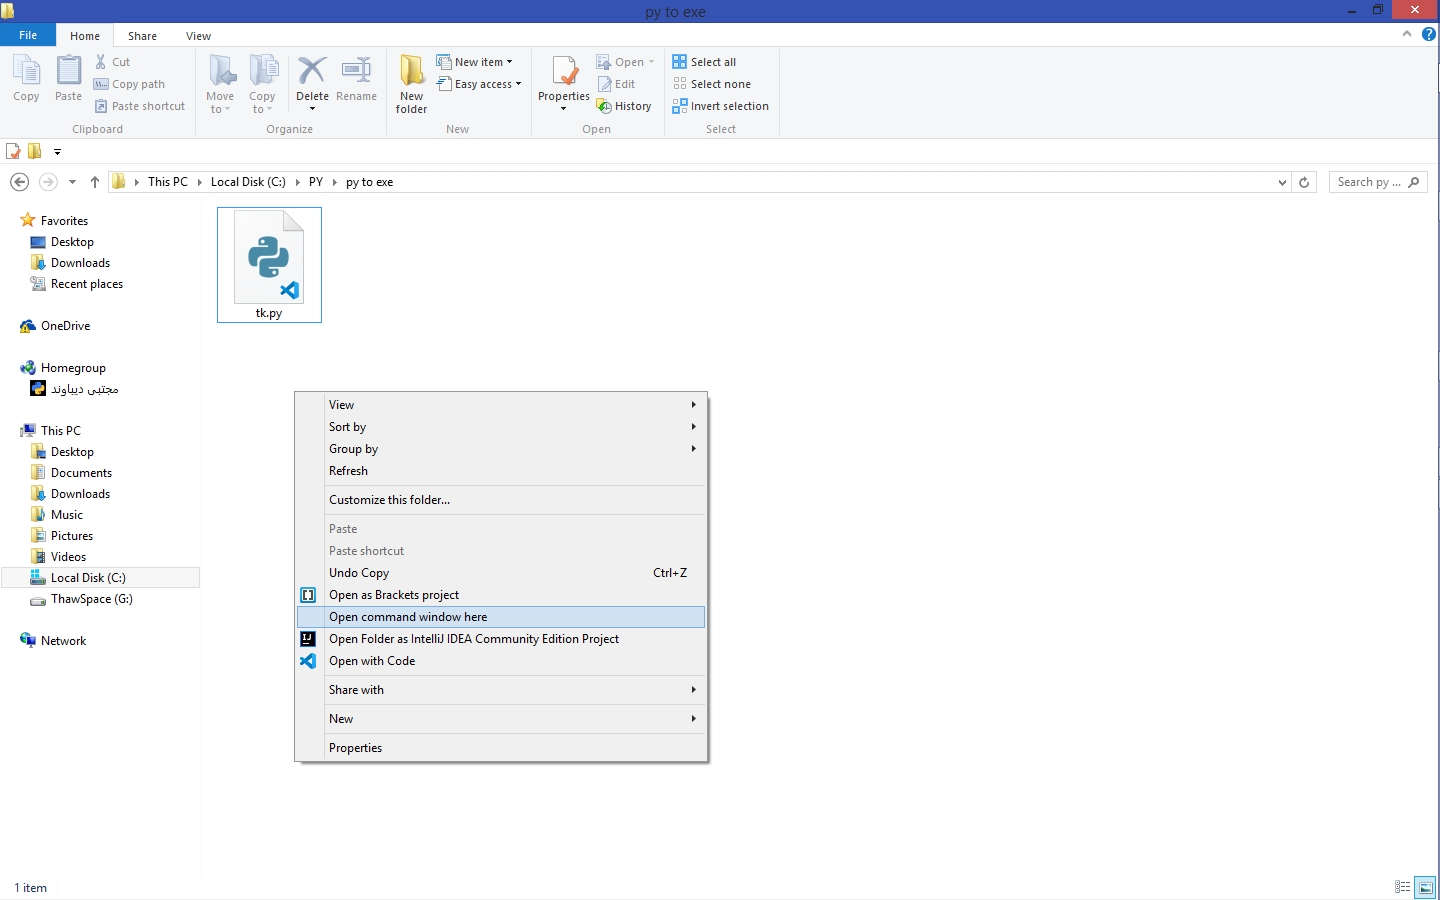 py to exe
File Home Share View
Copy
Paste
Cut
Copy path
Paste shortcut
Clipboard
Move to
Copy to
Delete
Rename
Organize
New folder
New item
Easy access
New
Properties
Open
Edit
History
Open
Select all
Select none
Invert selection
Select
This PC Local Disk (C:) PY py to exe
Search py ...
Favorites
Desktop
Downloads
Recent places
OneDrive
Homegroup
مجتبی دیباوند
This PC
Desktop
Documents
Downloads
Music
Pictures
Videos
Local Disk (C:)
ThawSpace (G:)
Network
tk.py
View
Sort by
Group by
Refresh
Customize this folder...
Paste
Paste shortcut
Undo Copy Ctrl+Z
Open as Brackets project
Open command window here
IJ Open Folder as IntelliJ IDEA Community Edition Project
Open with Code
Share with
New
Properties
1 item